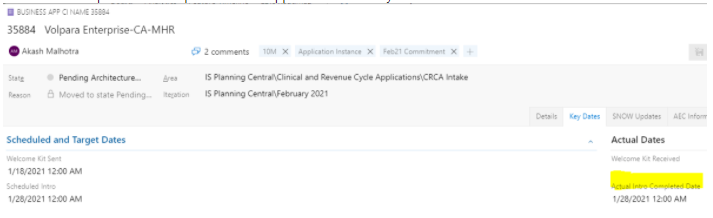 BUSINESS APP CI NAME 35884
35884 Volpara Enterprise-CA-MHR
AM Akash Malhotra 2 comments 10M Application Instance Feb21 Commitment +
State Pending Architecture... Area IS Planning Central\Clinical and Revenue Cycle Applications\CRCA Intake
Reason Moved to state Pending... Iteration IS Planning Central\February 2021
Details Key Dates SNOW Updates AEC Inform
Scheduled and Target Dates Actual Dates
Welcome Kit Sent Welcome Kit Received
1/18/2021 12:00 AM
Scheduled Intro Actual Intro Completed Date
1/28/2021 12:00 AM 1/28/2021 12:00 AM